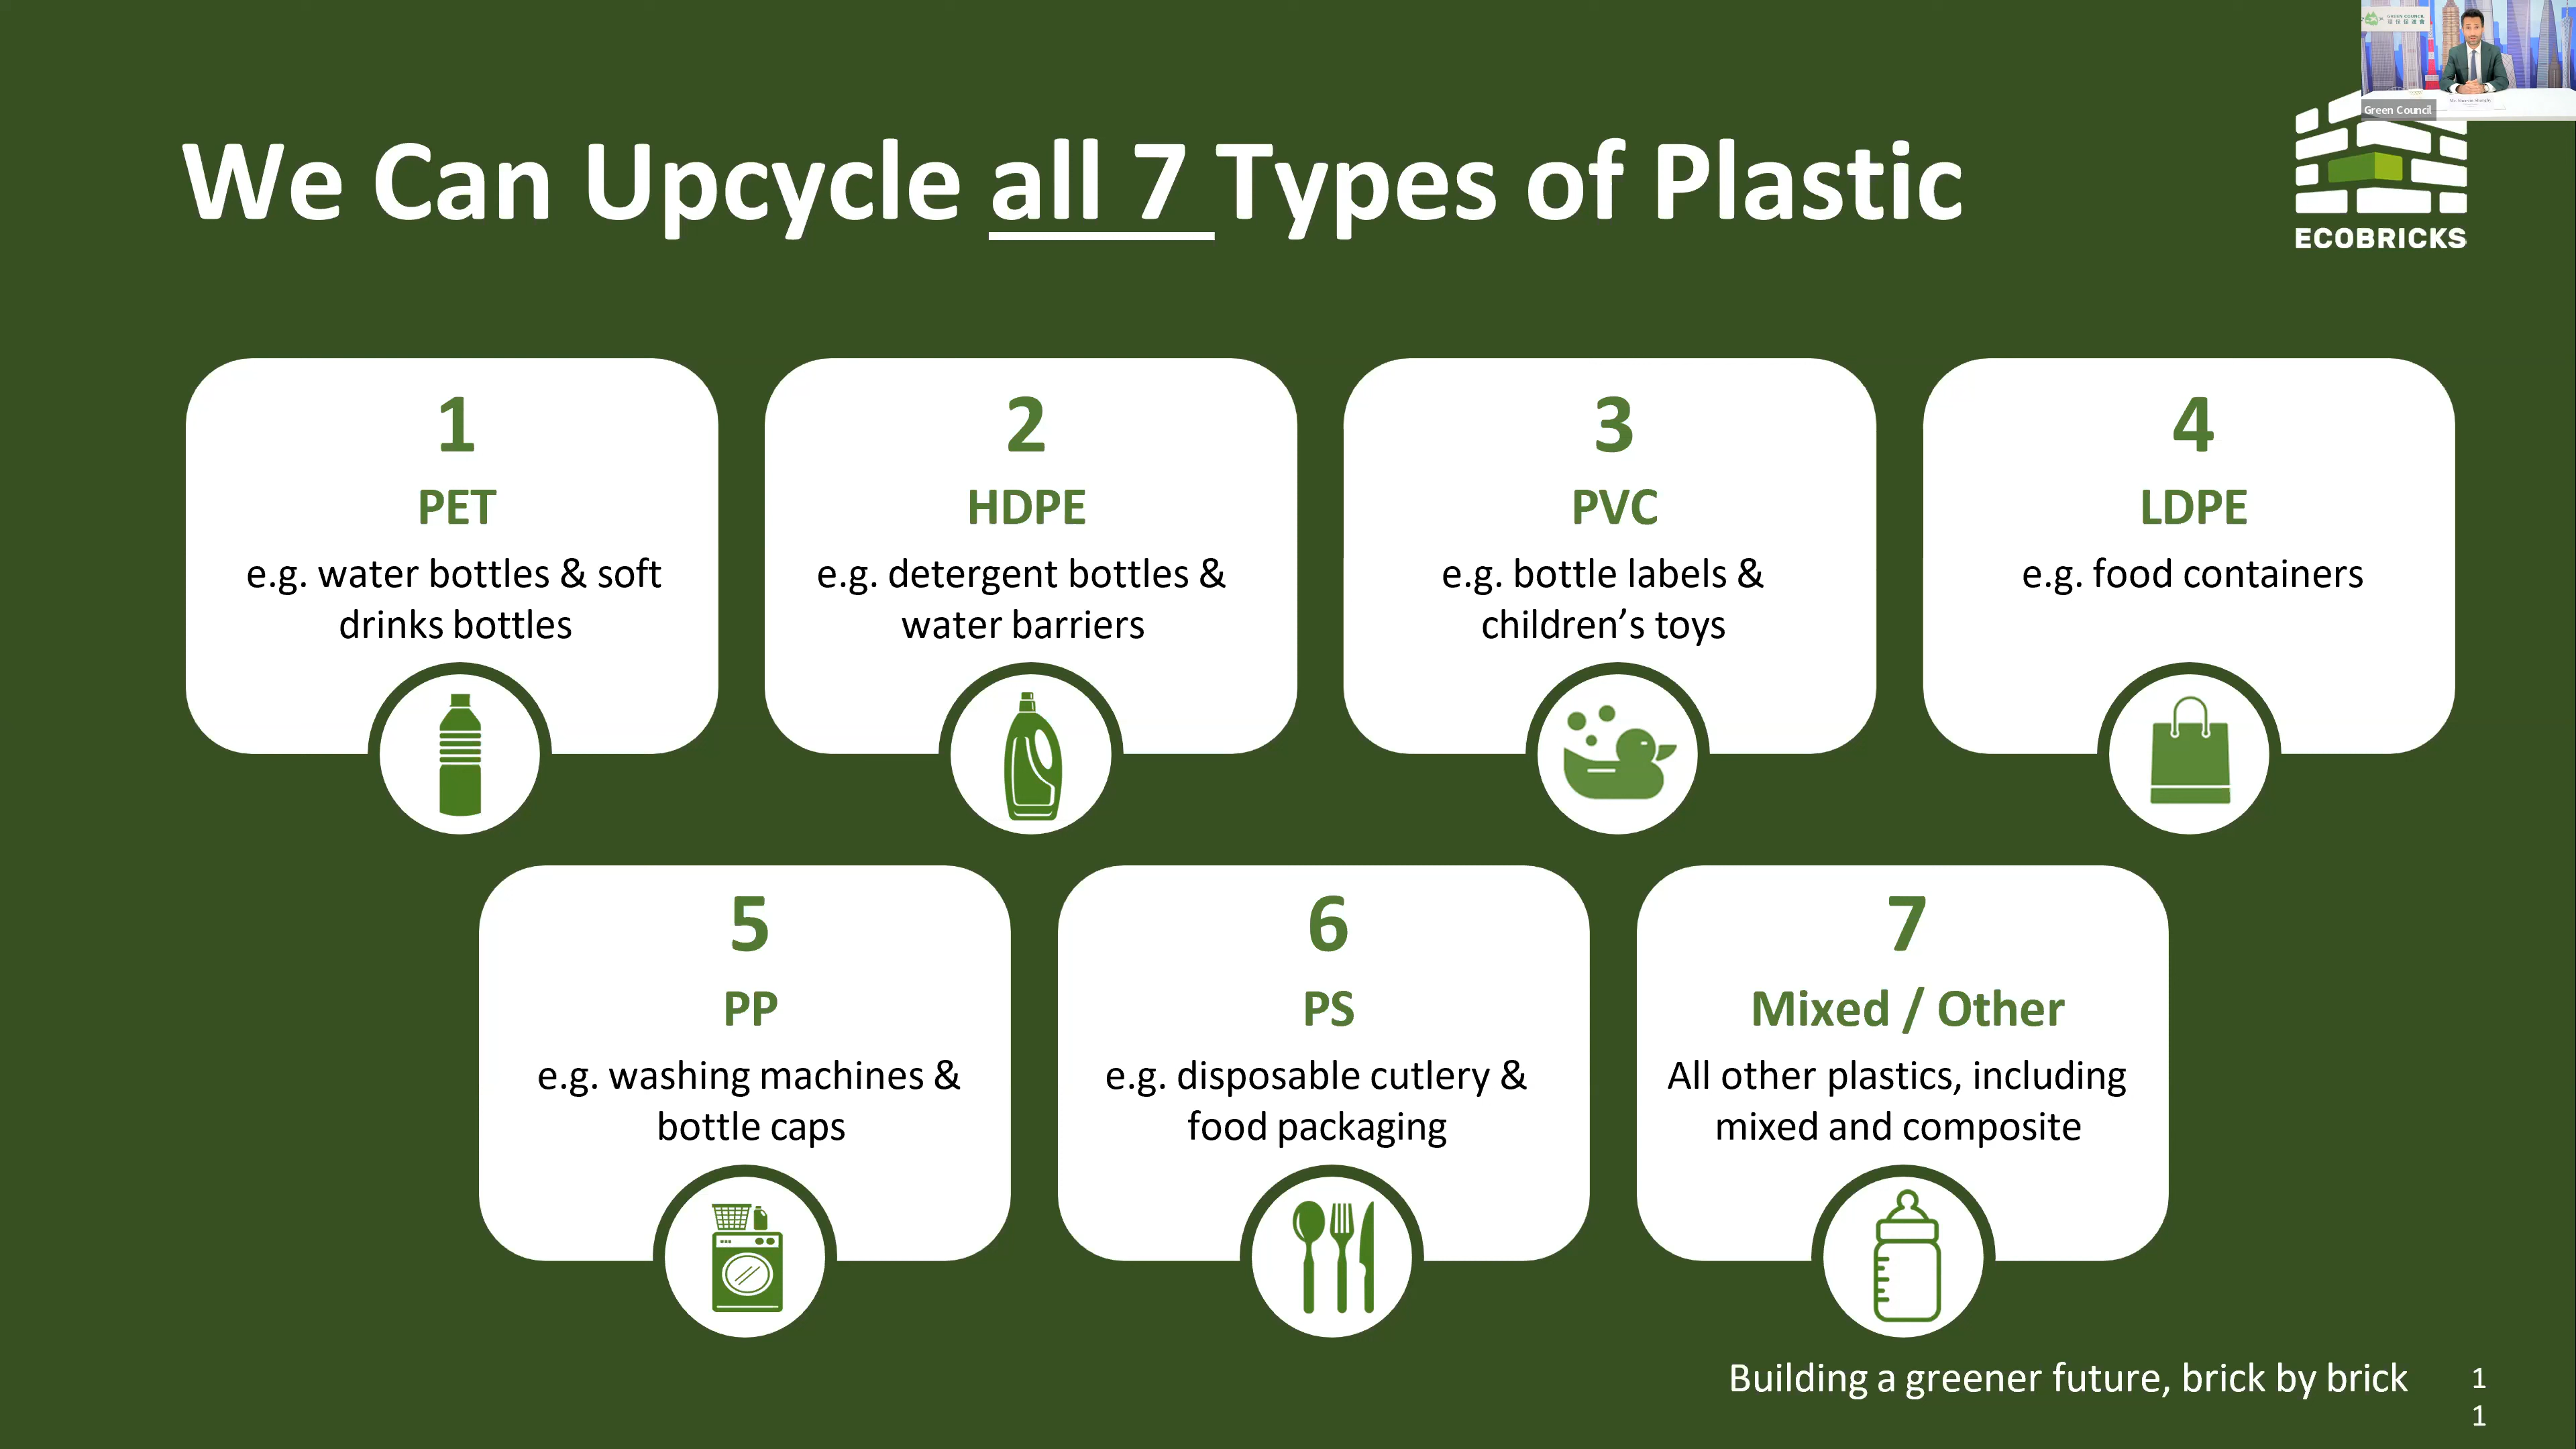 GREEN COUNCIL
Green Council
We Can Upcycle all 7 Types of Plastic
ECOBRICKS
1
PET
e.g. water bottles & soft
drinks bottles
2
HDPE
e.g. detergent bottles &
water barriers
3
PVC
e.g. bottle labels &
children’s toys
4
LDPE
e.g. food containers
5
PP
e.g. washing machines &
bottle caps
6
PS
e.g. disposable cutlery &
food packaging
7
Mixed / Other
All other plastics, including
mixed and composite
Building a greener future, brick by brick
1
1